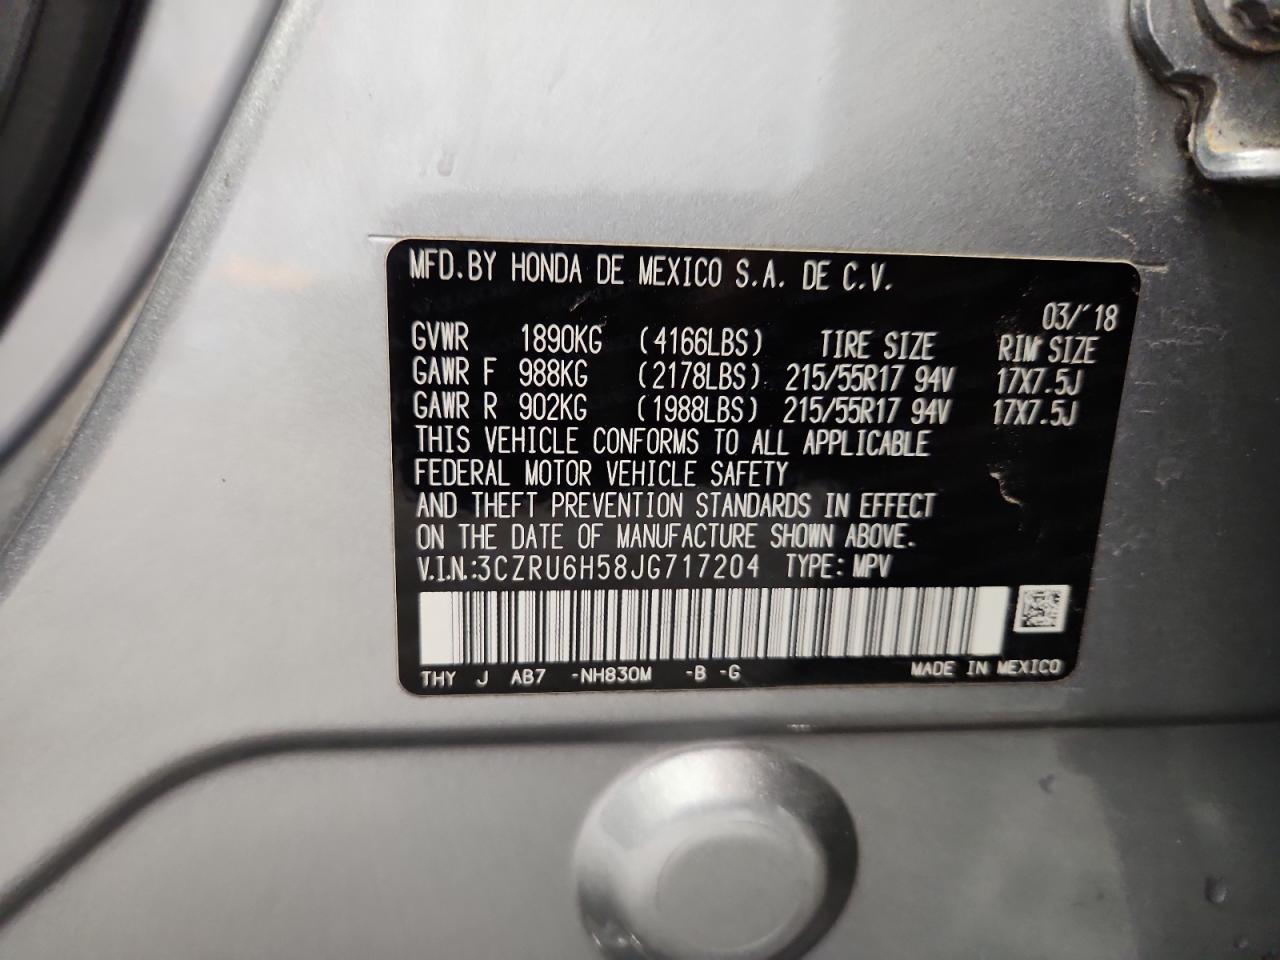 MFD.BY HONDA DE MEXICO S.A. DE C.V.
03/'18
GVWR 1890KG (4166LBS) TIRE SIZE RIM SIZE
GAWR F 988KG (2178LBS) 215/55R17 94V 17X7.5J
GAWR R 902KG (1988LBS) 215/55R17 94V 17X7.5J
THIS VEHICLE CONFORMS TO ALL APPLICABLE
FEDERAL MOTOR VEHICLE SAFETY
AND THEFT PREVENTION STANDARDS IN EFFECT
ON THE DATE OF MANUFACTURE SHOWN ABOVE.
V.I.N.:3CZRU6H58JG717204 TYPE: MPV
THY J AB7 -NH830M -B -G MADE IN MEXICO